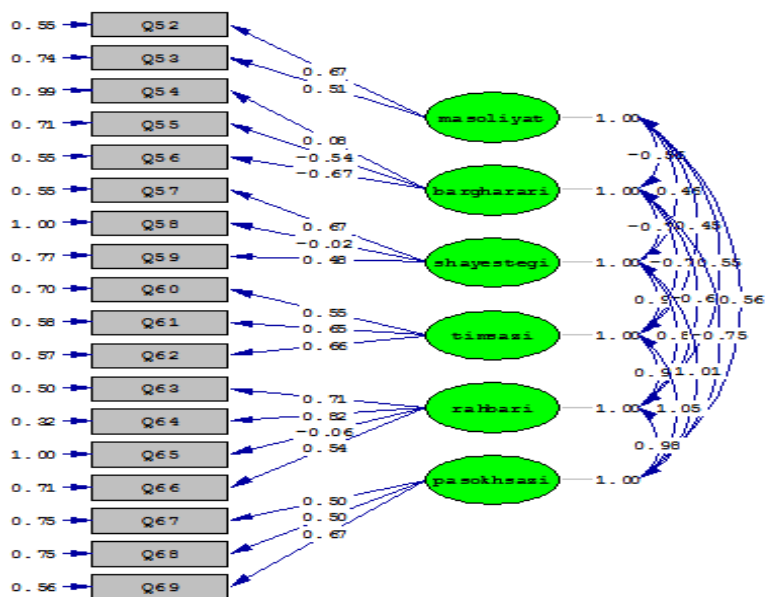 0.55 Q52
0.74 Q53
0.99 Q54
0.71 Q55
0.55 Q56
0.55 Q57
1.00 Q58
0.77 Q59
0.70 Q60
0.58 Q61
0.57 Q62
0.50 Q63
0.32 Q64
1.00 Q65
0.71 Q66
0.75 Q67
0.75 Q68
0.56 Q69
0.67
0.51
0.08
-0.54
-0.67
0.67
-0.02
0.48
0.55
0.65
0.66
0.71
0.82
-0.06
0.54
0.50
0.50
0.67
masoliyat 1.00
bargharari 1.00
shayestegi 1.00
timsazi 1.00
rahbari 1.00
pasokhsazi 1.00
0.46
0.45
0.55
0.56
-0.75
1.01
1.05
0.98